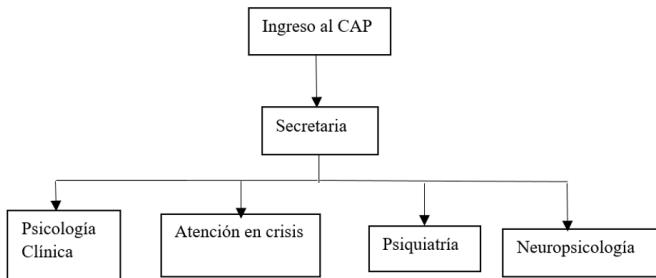 Ingreso al CAP
Secretaria
Psicología
Clínica
Atención en crisis
Psiquiatría
Neuropsicología